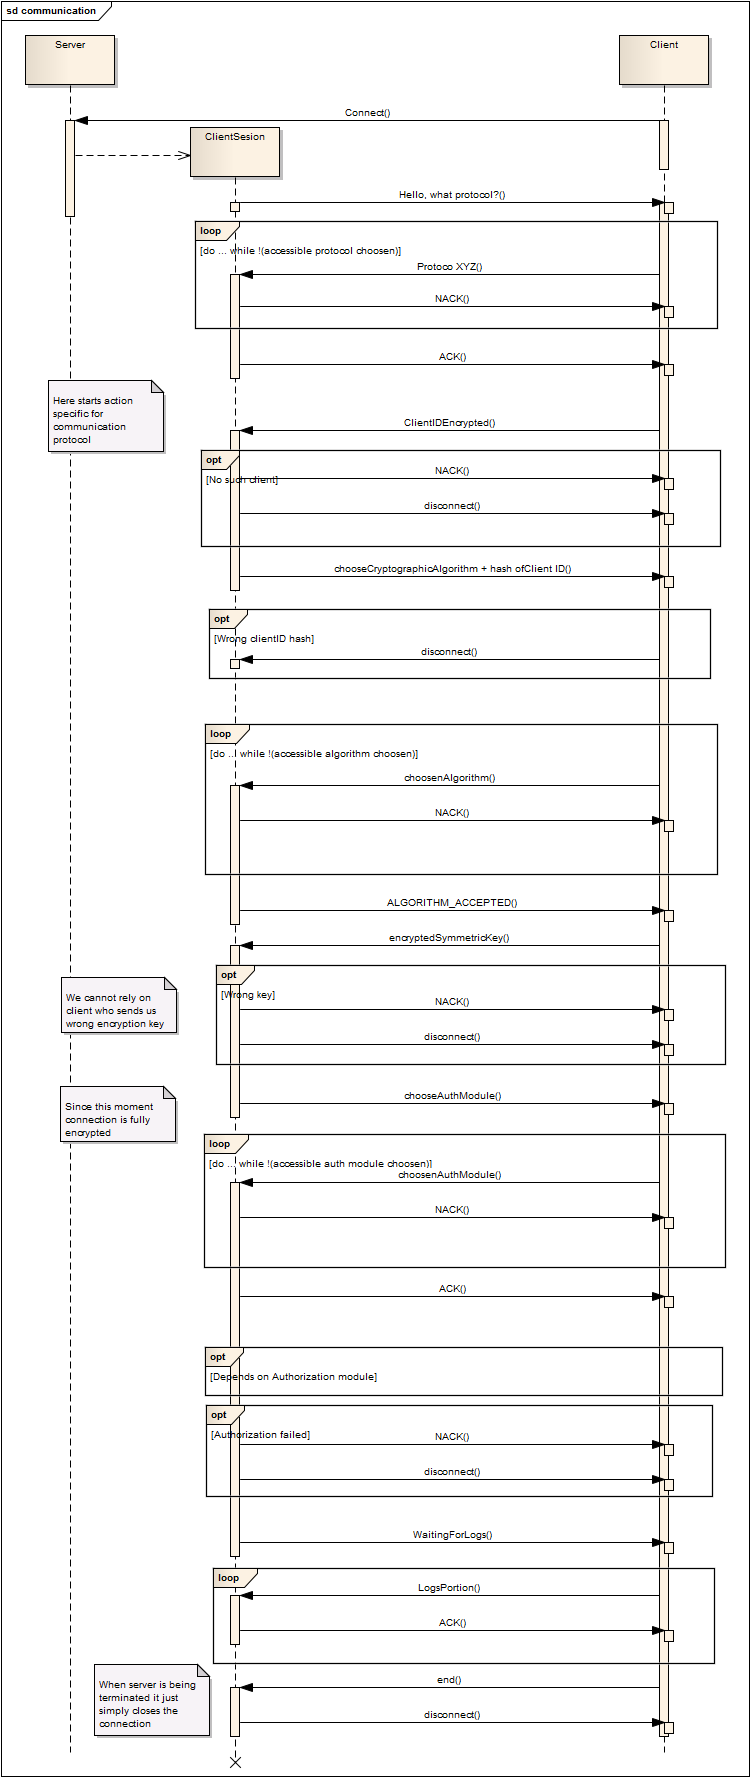 sd communication
Server
Client
Connect()
ClientSesion
Hello, what protocol?()
loop
[do ... while !(accessible protocol choosen)]
Protoco XYZ()
NACK()
ACK()
Here starts action
specific for
communication
protocol
ClientIDEncrypted()
opt
NACK()
[No such client]
disconnect()
chooseCryptographicAlgorithm + hash ofClient ID()
opt
[Wrong clientID hash]
disconnect()
loop
[do ... while !(accessible algorithm choosen)]
choosenAlgorithm()
NACK()
ALGORITHM_ACCEPTED()
encryptedSymmetricKey()
opt
We cannot rely on
client who sends us
wrong encryption key
[Wrong key]
NACK()
disconnect()
chooseAuthModule()
Since this moment
connection is fully
encrypted
loop
[do ... while !(accessible auth module choosen)]
choosenAuthModule()
NACK()
ACK()
opt
[Depends on Authorization module]
opt
[Authorization failed]
NACK()
disconnect()
WaitingForLogs()
loop
LogsPortion()
ACK()
end()
When server is being
terminated it just
simply closes the
connection
disconnect()